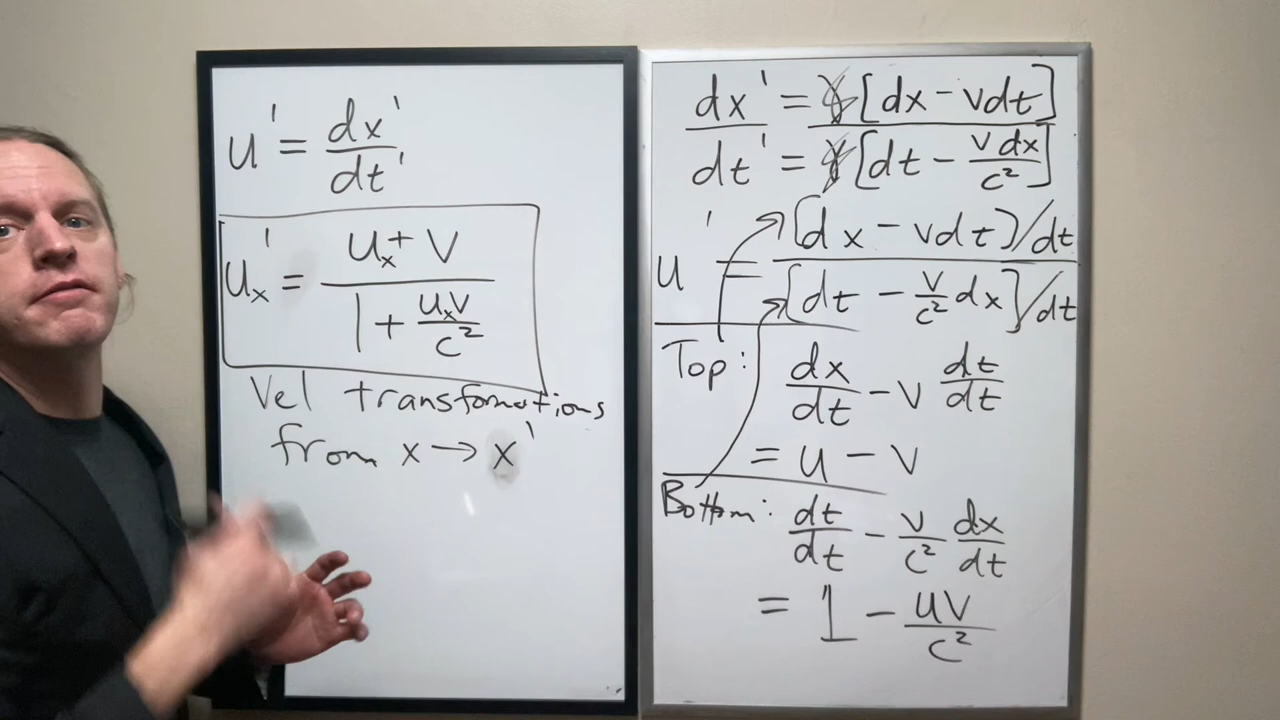 u' = dx'/dt'
uₓ' = (uₓ + v)/(1 + uₓv/c²)
Vel transformations
from x → x'
dx' = γ[dx - vdt]
dt' = γ[dt - vdx/c²]
u' = [dx - vdt]/dt
[dt - v/c² dx]/dt
Top: dx/dt - v dt/dt
= u - v
Bottom: dt/dt - v/c² dx/dt
= 1 - uv/c²